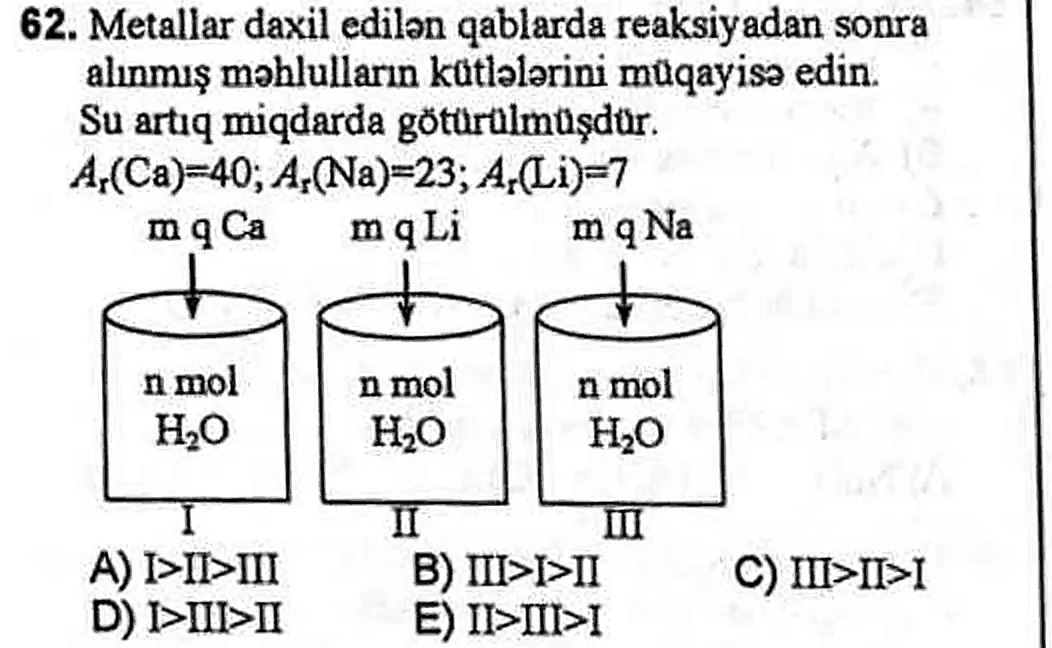 62. Metallar daxil edilən qablarda reaksiyadan sonra
alınmış məhlulların kütlələrini müqayisə edin.
Su artıq miqdarda götürülmüşdür.
Aᵣ(Ca)=40; Aᵣ(Na)=23; Aᵣ(Li)=7
m q Ca m q Li m q Na
n mol n mol n mol
H₂O H₂O H₂O
I II III
A) I>II>III B) III>I>II C) III>II>I
D) I>III>II E) II>III>I